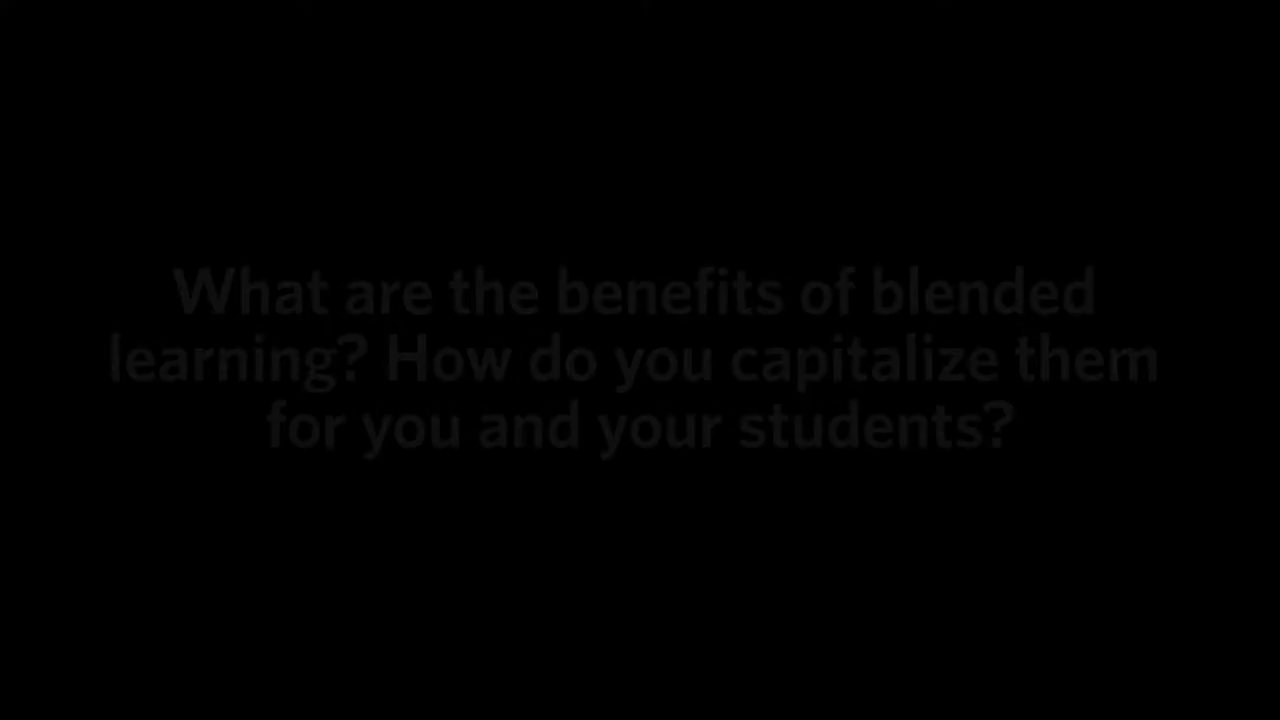 What are the benefits of blended
learning? How do you capitalize them
for you and your students?